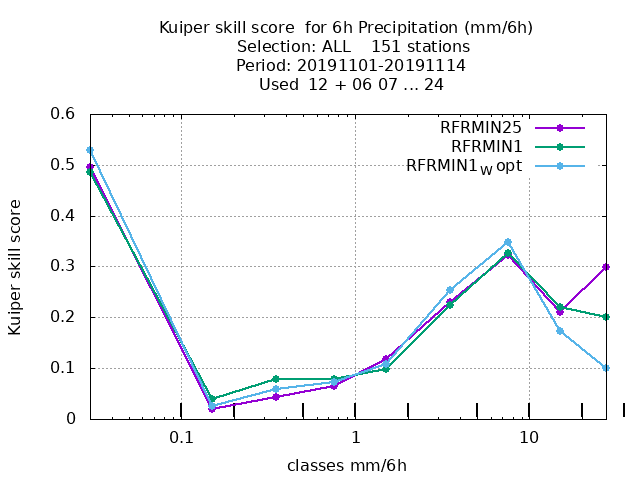 Kuiper skill score  for 6h Precipitation (mm/6h)
Selection: ALL    151 stations
Period: 20191101-20191114
Used  12 + 06 07 ... 24
RFRMIN25
RFRMIN1
RFRMIN1W opt
0.6
0.5
0.4
0.3
0.2
0.1
0
Kuiper skill score
0.1 1 10
classes mm/6h